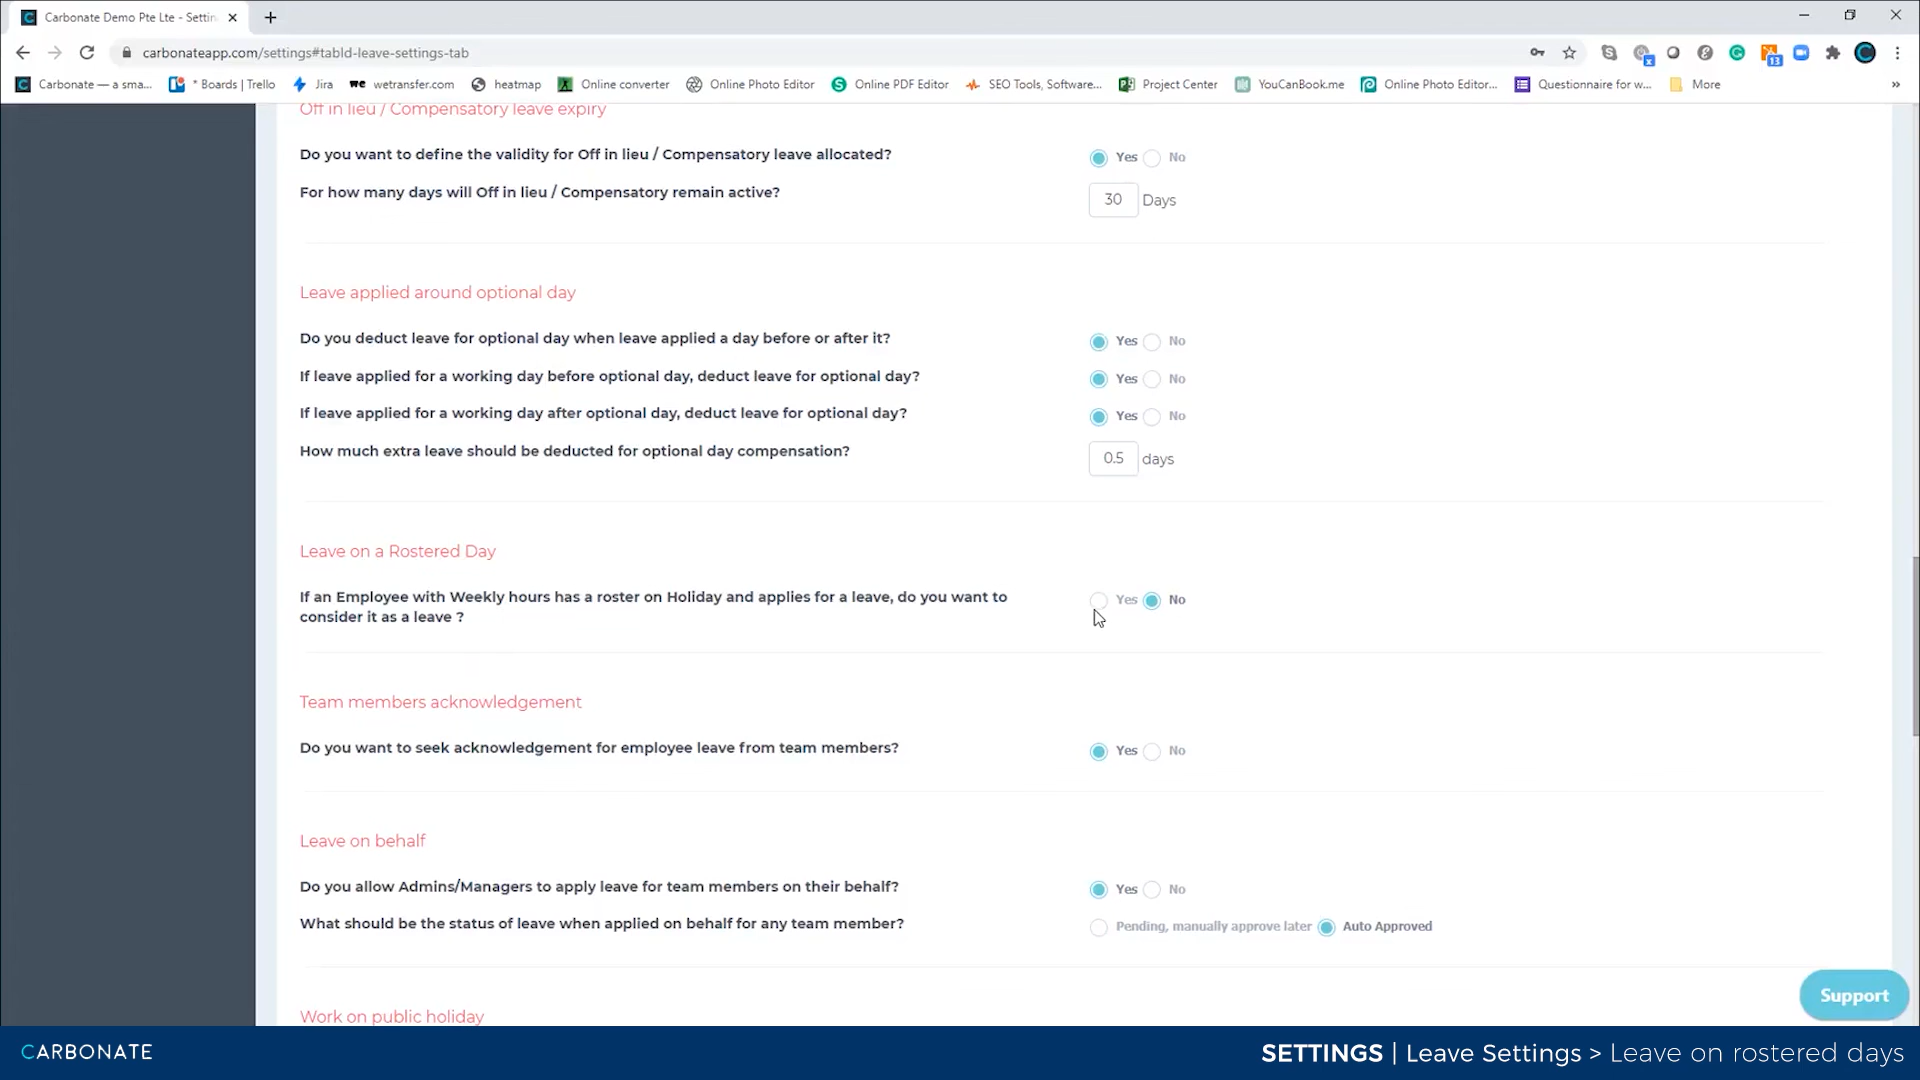 Carbonate Demo Pte Lte - Settin
carbonateapp.com/settings#tabId-leave-settings-tab
x
13
Carbonate — a sma... * Boards | Trello Jira we wetransfer.com heatmap Online converter Online Photo Editor Online PDF Editor SEO Tools, Software... Project Center YouCanBook.me Online Photo Editor... Questionnaire for w... More »
Off in lieu / Compensatory leave expiry
Do you want to define the validity for Off in lieu / Compensatory leave allocated? Yes No
For how many days will Off in lieu / Compensatory remain active? 30 Days
Leave applied around optional day
Do you deduct leave for optional day when leave applied a day before or after it? Yes No
If leave applied for a working day before optional day, deduct leave for optional day? Yes No
If leave applied for a working day after optional day, deduct leave for optional day? Yes No
How much extra leave should be deducted for optional day compensation? 0.5 days
Leave on a Rostered Day
If an Employee with Weekly hours has a roster on Holiday and applies for a leave, do you want to Yes No
consider it as a leave ?
Team members acknowledgement
Do you want to seek acknowledgement for employee leave from team members? Yes No
Leave on behalf
Do you allow Admins/Managers to apply leave for team members on their behalf? Yes No
What should be the status of leave when applied on behalf for any team member? Pending, manually approve later Auto Approved
Support
Work on public holiday
CARBONATE SETTINGS | Leave Settings > Leave on rostered days